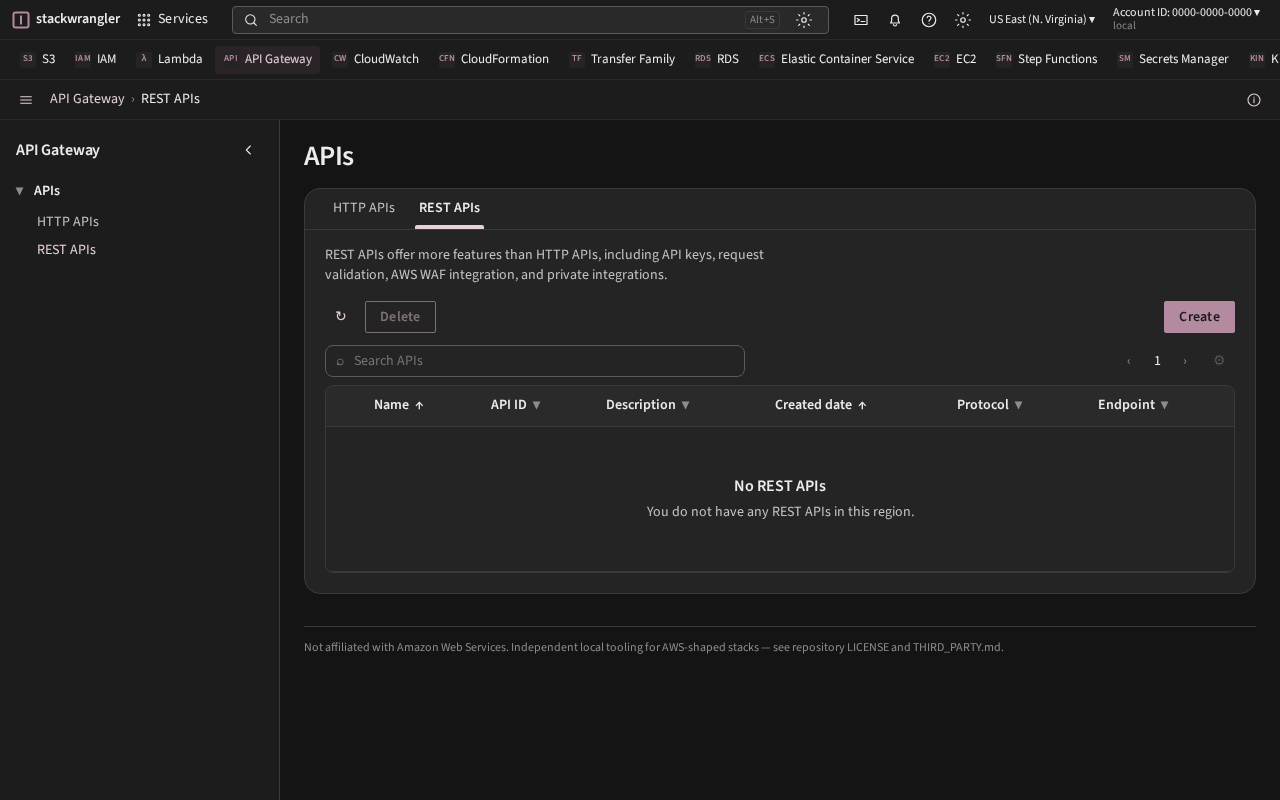 stackwrangler Services Search Alt+S US East (N. Virginia) ▾ Account ID: 0000-0000-0000 ▾
local
S3 S3 IAM IAM λ Lambda API API Gateway CW CloudWatch CFN CloudFormation TF Transfer Family RDS RDS ECS Elastic Container Service EC2 EC2 SFN Step Functions SM Secrets Manager KIN K
API Gateway › REST APIs
API Gateway
▼ APIs
HTTP APIs
REST APIs
APIs
HTTP APIs REST APIs
REST APIs offer more features than HTTP APIs, including API keys, request
validation, AWS WAF integration, and private integrations.
↻ Delete Create
Search APIs ‹ 1 ›
Name ↑ API ID ▼ Description ▼ Created date ↑ Protocol ▼ Endpoint ▼
No REST APIs
You do not have any REST APIs in this region.
Not affiliated with Amazon Web Services. Independent local tooling for AWS-shaped stacks — see repository LICENSE and THIRD_PARTY.md.